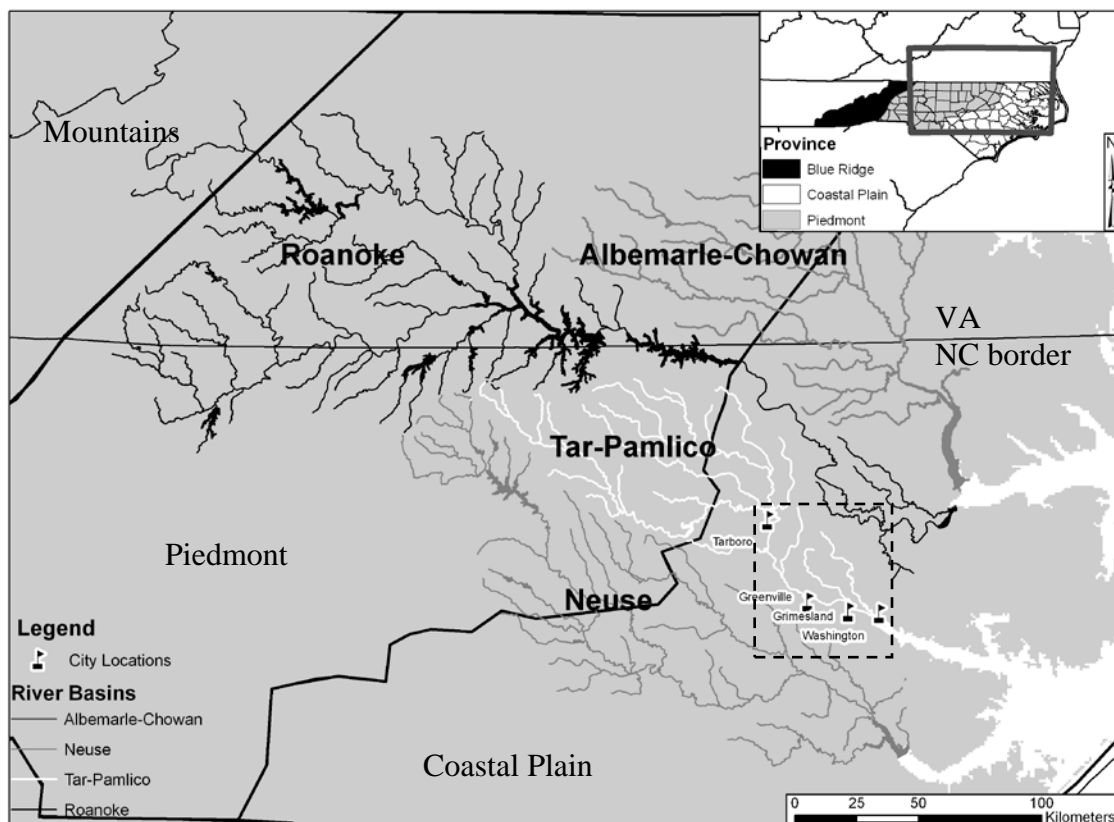 Mountains
Province
Blue Ridge
Coastal Plain
Piedmont
N
Roanoke
Albemarle-Chowan
VA
NC border
Tar-Pamlico
Piedmont
Tarboro
Neuse
Greenville
Grimesland
Washington
Legend
City Locations
River Basins
Albemarle-Chowan
Neuse
Tar-Pamlico
Roanoke
Coastal Plain
0 25 50 100
Kilometers